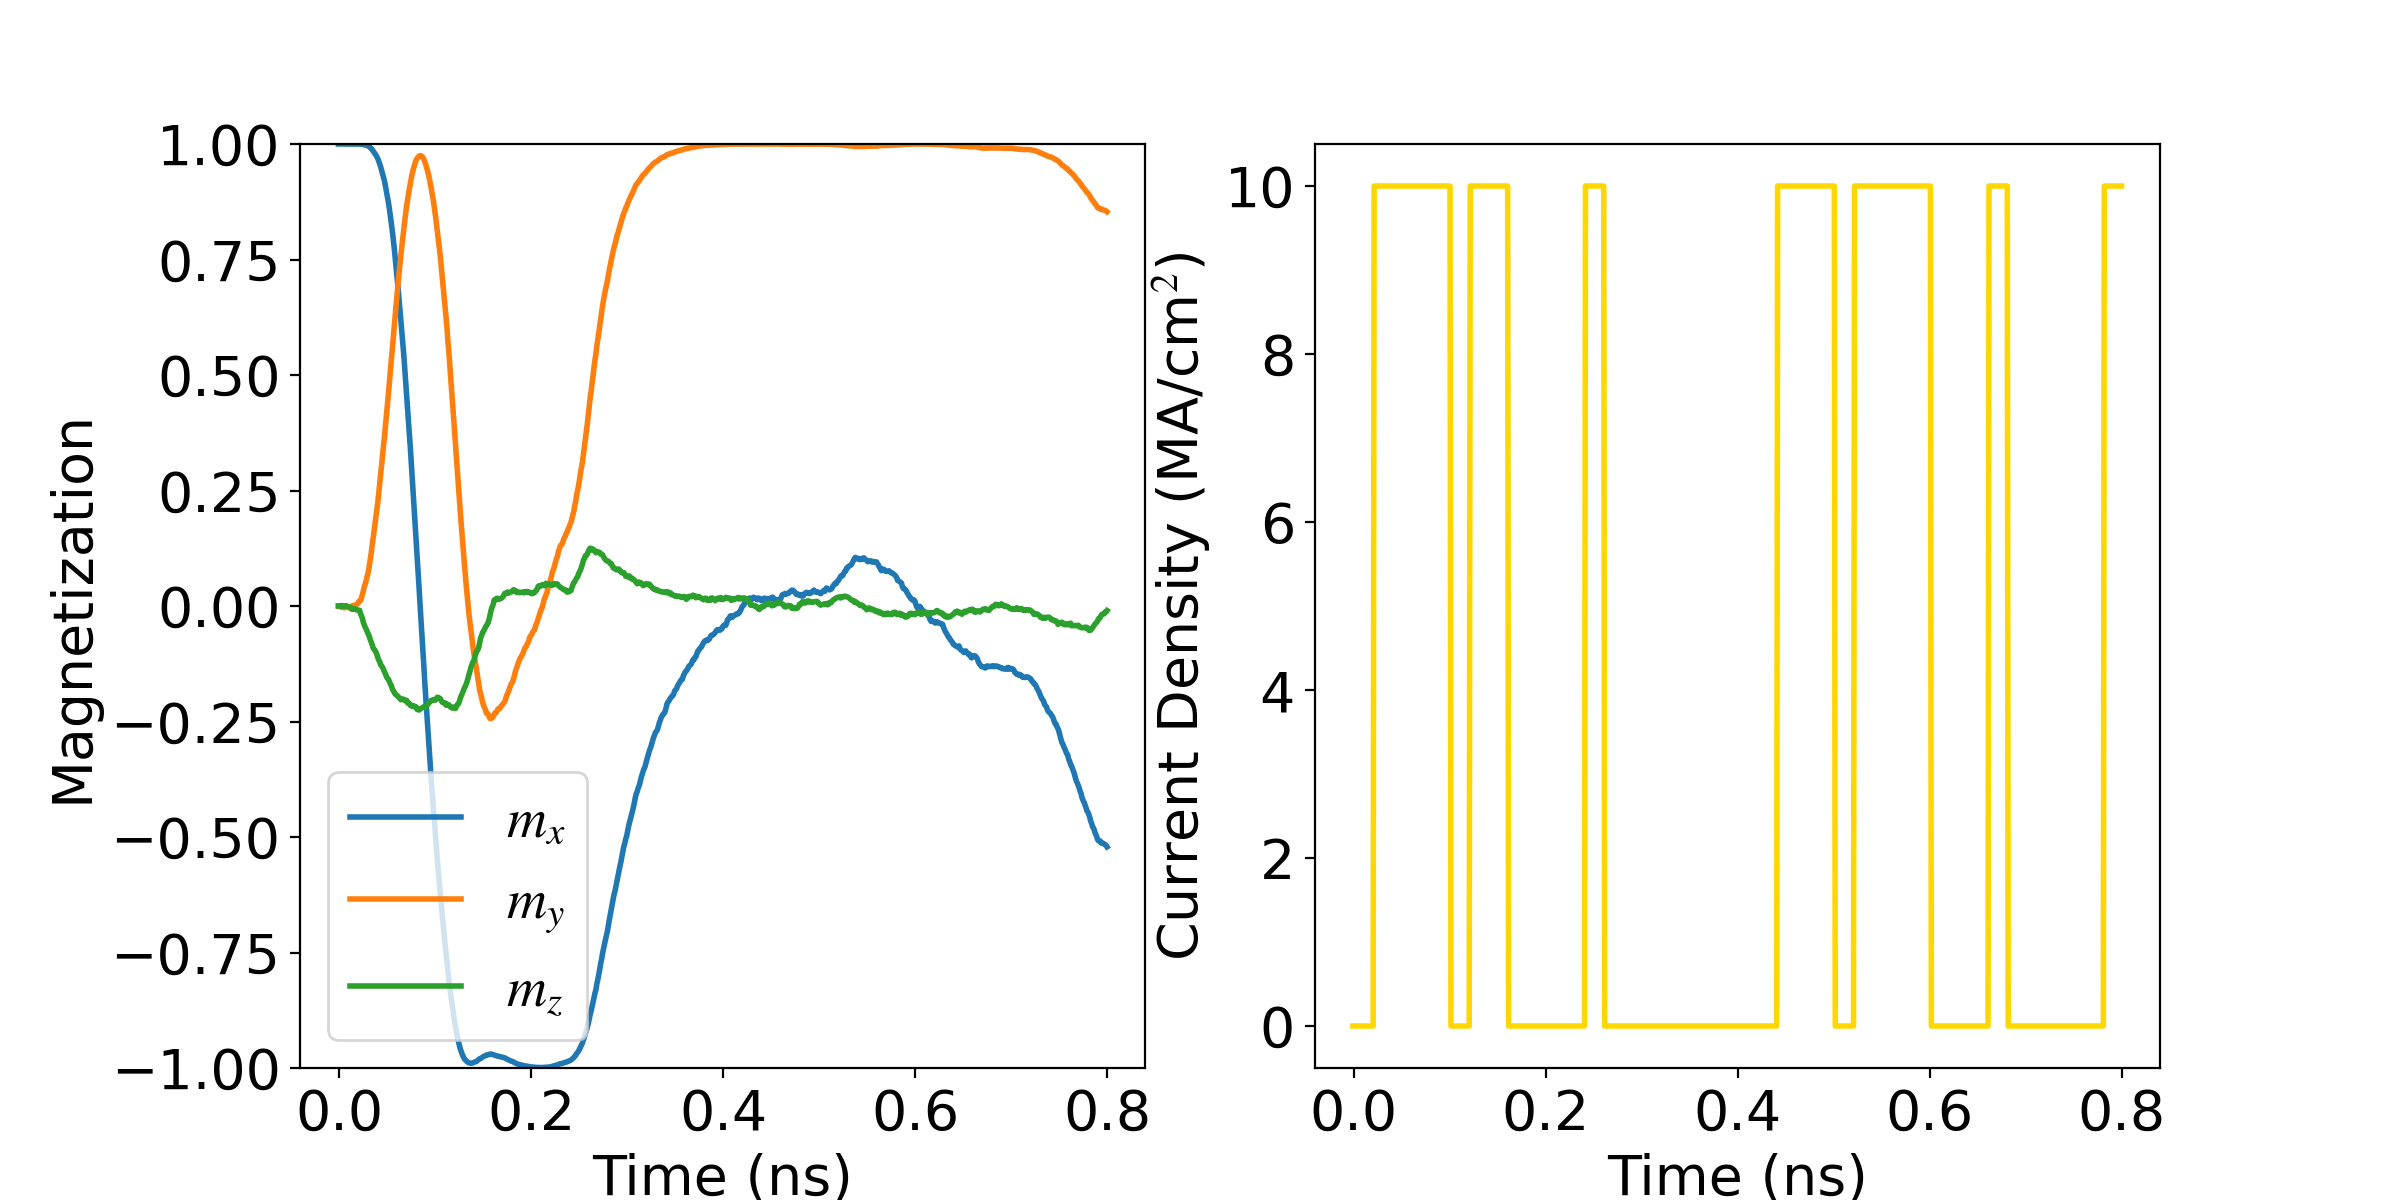 Magnetization
1.00
0.75
0.50
0.25
0.00
−0.25
−0.50
−0.75
−1.00
m_x
m_y
m_z
0.0 0.2 0.4 0.6 0.8
Time (ns)
Current Density (MA/cm²)
10
8
6
4
2
0
0.0 0.2 0.4 0.6 0.8
Time (ns)